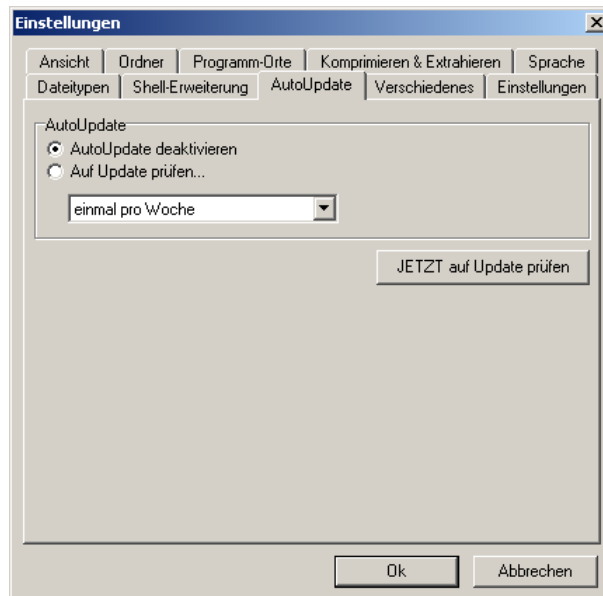 Einstellungen
Ansicht Ordner Programm-Orte Komprimieren & Extrahieren Sprache
Dateitypen Shell-Erweiterung AutoUpdate Verschiedenes Einstellungen
AutoUpdate
AutoUpdate deaktivieren
Auf Update prüfen...
einmal pro Woche
JETZT auf Update prüfen
Ok Abbrechen